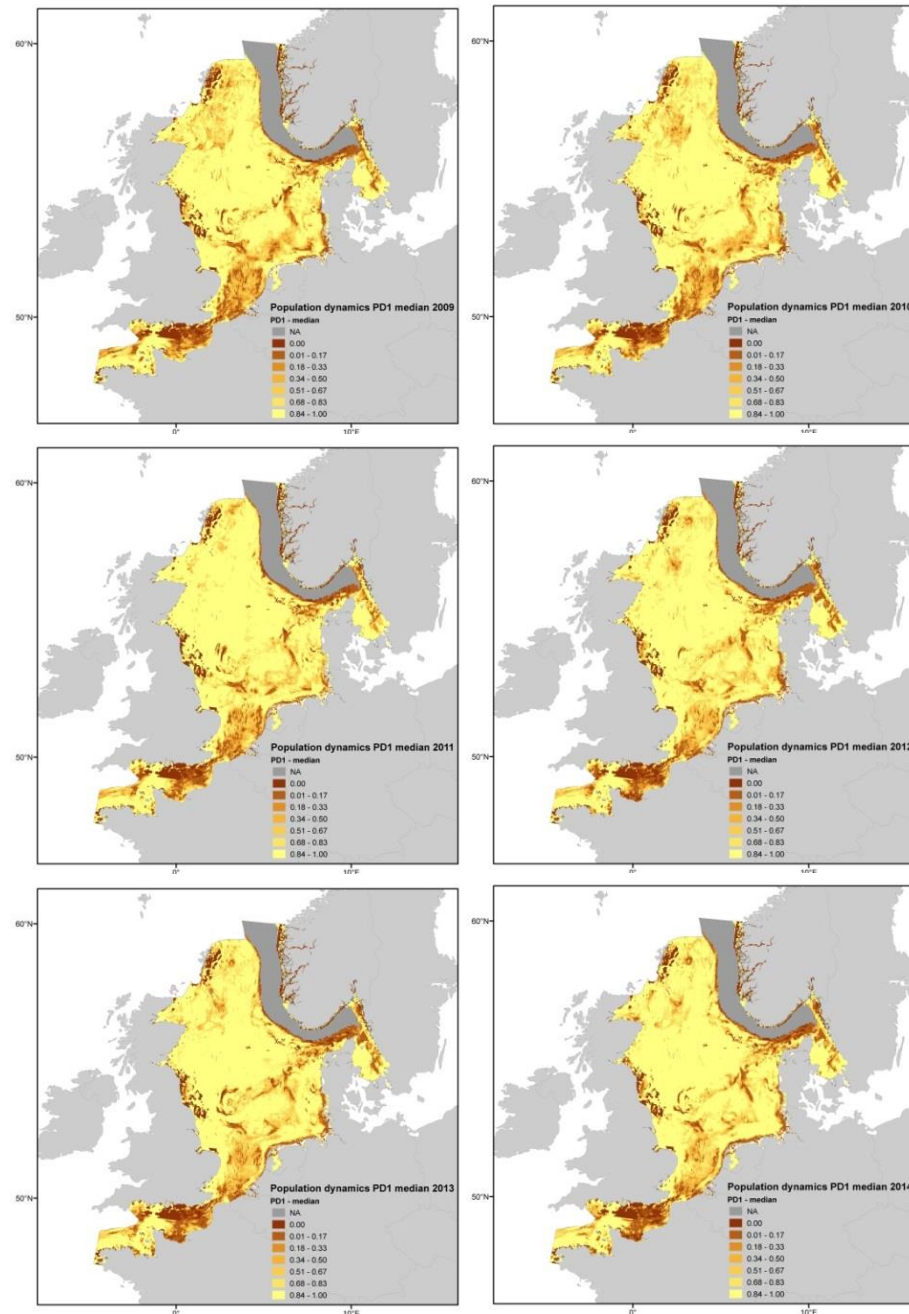 60°N
50°N
Population dynamics PD1 median 2009
PD1 - median
NA
0.00
0.01 - 0.17
0.18 - 0.33
0.34 - 0.50
0.51 - 0.67
0.68 - 0.83
0.84 - 1.00
0°
10°E
60°N
50°N
Population dynamics PD1 median 2010
PD1 - median
NA
0.00
0.01 - 0.17
0.18 - 0.33
0.34 - 0.50
0.51 - 0.67
0.68 - 0.83
0.84 - 1.00
0°
10°E
60°N
50°N
Population dynamics PD1 median 2011
PD1 - median
NA
0.00
0.01 - 0.17
0.18 - 0.33
0.34 - 0.50
0.51 - 0.67
0.68 - 0.83
0.84 - 1.00
0°
10°E
60°N
50°N
Population dynamics PD1 median 2012
PD1 - median
NA
0.00
0.01 - 0.17
0.18 - 0.33
0.34 - 0.50
0.51 - 0.67
0.68 - 0.83
0.84 - 1.00
0°
10°E
60°N
50°N
Population dynamics PD1 median 2013
PD1 - median
NA
0.00
0.01 - 0.17
0.18 - 0.33
0.34 - 0.50
0.51 - 0.67
0.68 - 0.83
0.84 - 1.00
0°
10°E
60°N
50°N
Population dynamics PD1 median 2014
PD1 - median
NA
0.00
0.01 - 0.17
0.18 - 0.33
0.34 - 0.50
0.51 - 0.67
0.68 - 0.83
0.84 - 1.00
0°
10°E